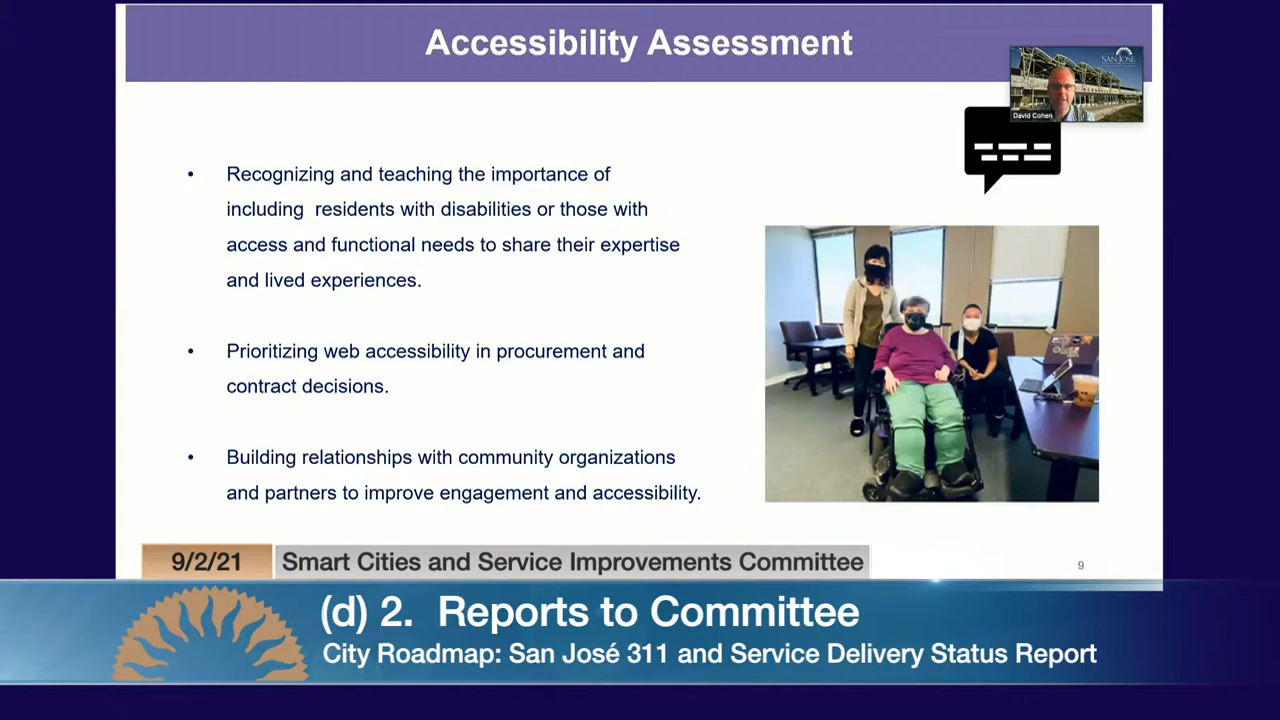 Accessibility Assessment
SAN JOSE
David Cohen
• Recognizing and teaching the importance of
including residents with disabilities or those with
access and functional needs to share their expertise
and lived experiences.
• Prioritizing web accessibility in procurement and
contract decisions.
• Building relationships with community organizations
and partners to improve engagement and accessibility.
9/2/21 Smart Cities and Service Improvements Committee
9
(d) 2. Reports to Committee
City Roadmap: San José 311 and Service Delivery Status Report